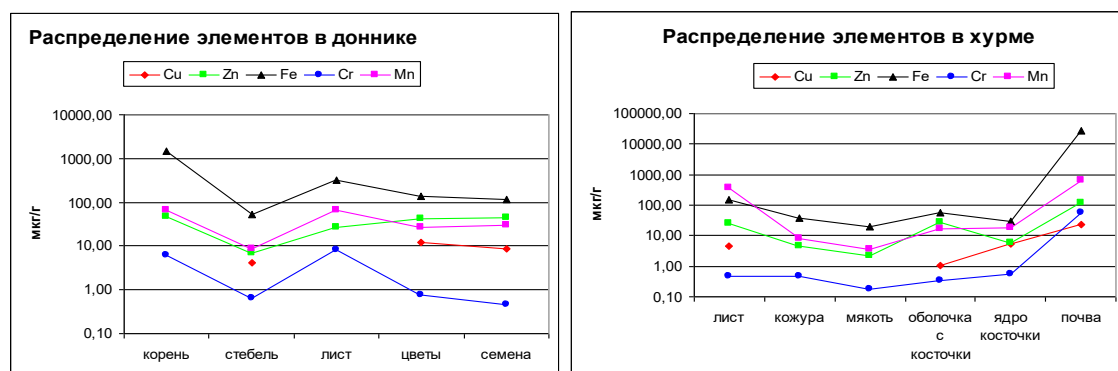 Распределение элементов в доннике
Cu Zn Fe Cr Mn
10000,00
1000,00
100,00
10,00
1,00
0,10
мкг/г
корень стебель лист цветы семена
Распределение элементов в хурме
Cu Zn Fe Cr Mn
100000,00
10000,00
1000,00
100,00
10,00
1,00
0,10
мкг/г
лист кожура мякоть оболочка ядро почва
с косточки
косточки